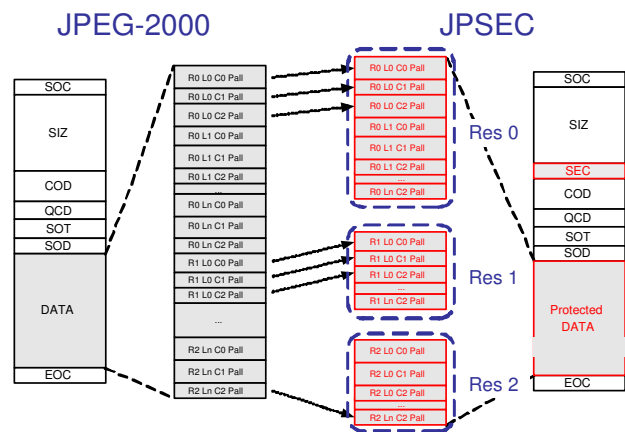 JPEG-2000
JPSEC
SOC
SIZ
COD
QCD
SOT
SOD
DATA
EOC
R0 L0 C0 Pall
R0 L0 C1 Pall
R0 L0 C2 Pall
R0 L1 C0 Pall
R0 L1 C1 Pall
R0 L1 C2 Pall
...
R0 Ln C0 Pall
R0 Ln C1 Pall
R0 Ln C2 Pall
R1 L0 C0 Pall
R1 L0 C1 Pall
R1 L0 C2 Pall
...
R2 Ln C0 Pall
R2 Ln C1 Pall
R2 Ln C2 Pall
R0 L0 C0 Pall
R0 L0 C1 Pall
R0 L0 C2 Pall
R0 L1 C0 Pall
R0 L1 C1 Pall
R0 L1 C2 Pall
...
R0 Ln C2 Pall
Res 0
R1 L0 C0 Pall
R1 L0 C1 Pall
R1 L0 C2 Pall
...
R1 Ln C2 Pall
Res 1
R2 L0 C0 Pall
R2 L0 C1 Pall
R2 L0 C2 Pall
...
R2 Ln C2 Pall
Res 2
SOC
SIZ
SEC
COD
QCD
SOT
SOD
Protected
DATA
EOC